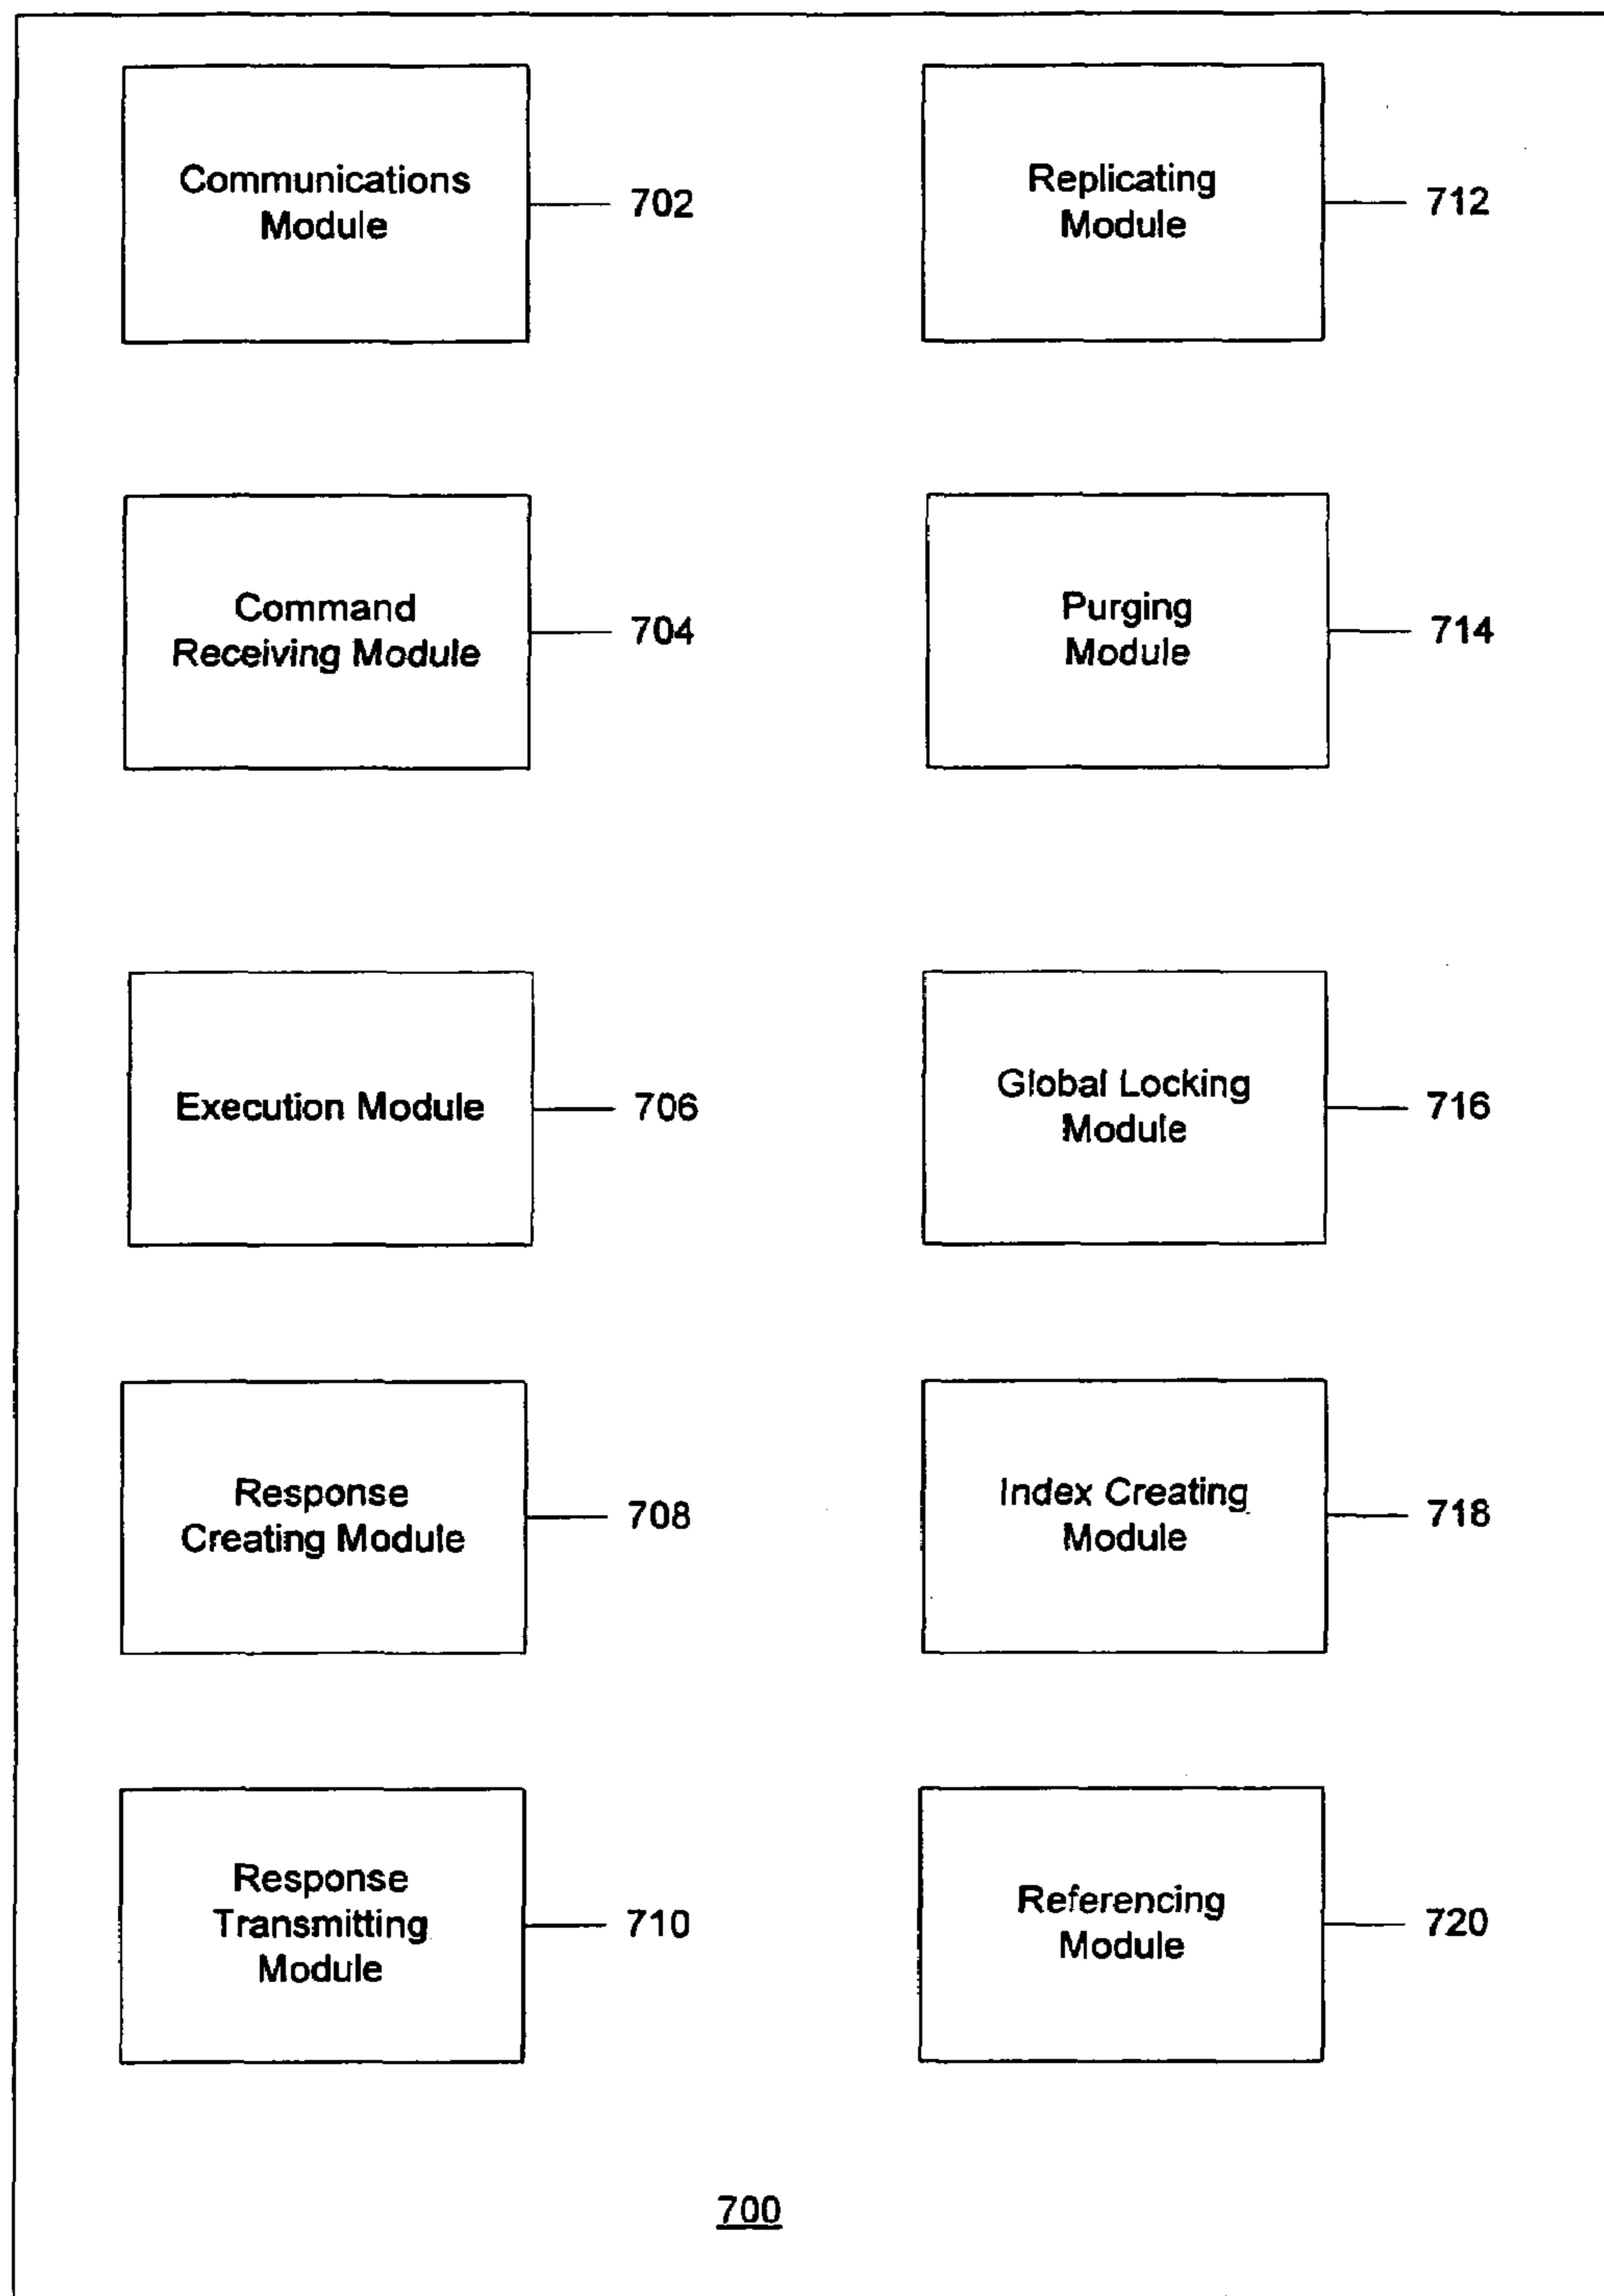 Communications
Module
702
Replicating
Module
712
Command
Receiving Module
704
Purging
Module
714
Execution Module
706
Global Locking
Module
716
Response
Creating Module
708
Index Creating
Module
718
Response
Transmitting
Module
710
Referencing
Module
720
700